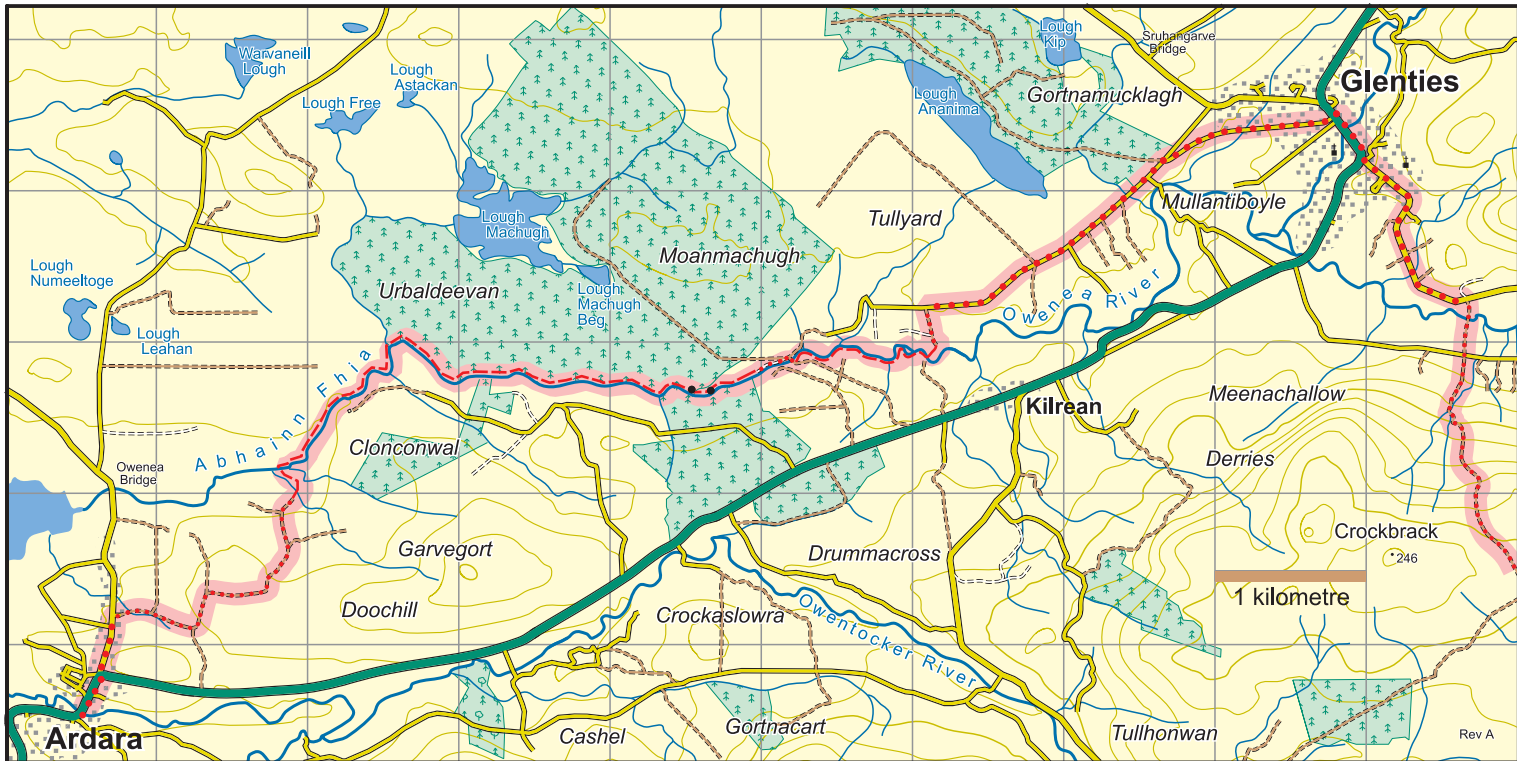 Warvaneill
Lough
Lough
Astackan
Lough Free
Lough
Kip
Sruhangarve
Bridge
Glenties
Lough
Ananima
Gortnamucklagh
Mullantiboyle
Tullyard
Lough
Machugh
Moanmachugh
Lough
Numeeltoge
Urbaldeevan
Lough
Machugh
Beg
Owenea River
Lough
Leahan
Abhainn Fhia
Meenachallow
Kilrean
Clonconwal
Derries
Owenea
Bridge
Crockbrack
246
Garvegort
Drummacross
1 kilometre
Doochill
Crockaslowra
Owentocker River
Ardara
Cashel
Gortnacart
Tullhonwan
Rev A